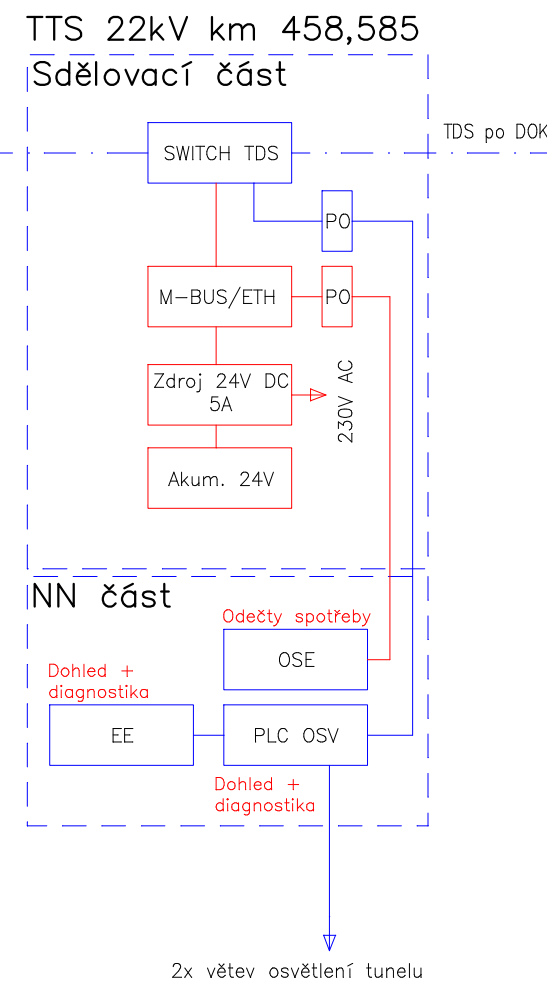 TTS 22kV km 458,585
Sdělovací část
TDS po DOK
SWITCH TDS
PO
M-BUS/ETH
PO
Zdroj 24V DC
5A
230V AC
Akum. 24V
NN část
Odečty spotřeby
OSE
Dohled +
diagnostika
EE
PLC OSV
Dohled +
diagnostika
2x větev osvětlení tunelu